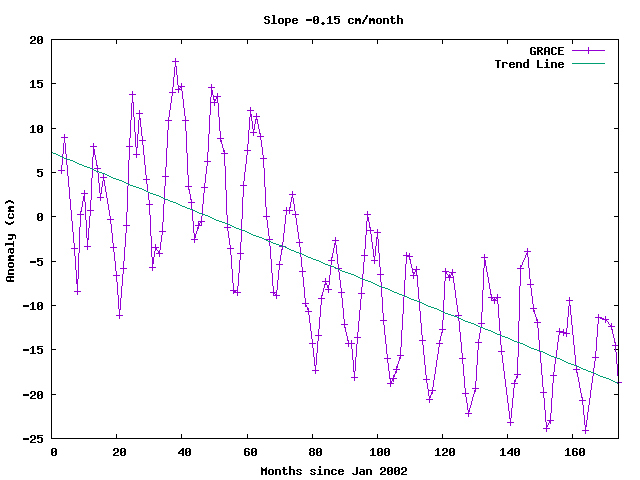 Slope -0.15 cm/month
20
15
10
5
0
-5
-10
-15
-20
-25
Anomaly (cm)
GRACE
Trend Line
0 20 40 60 80 100 120 140 160
Months since Jan 2002